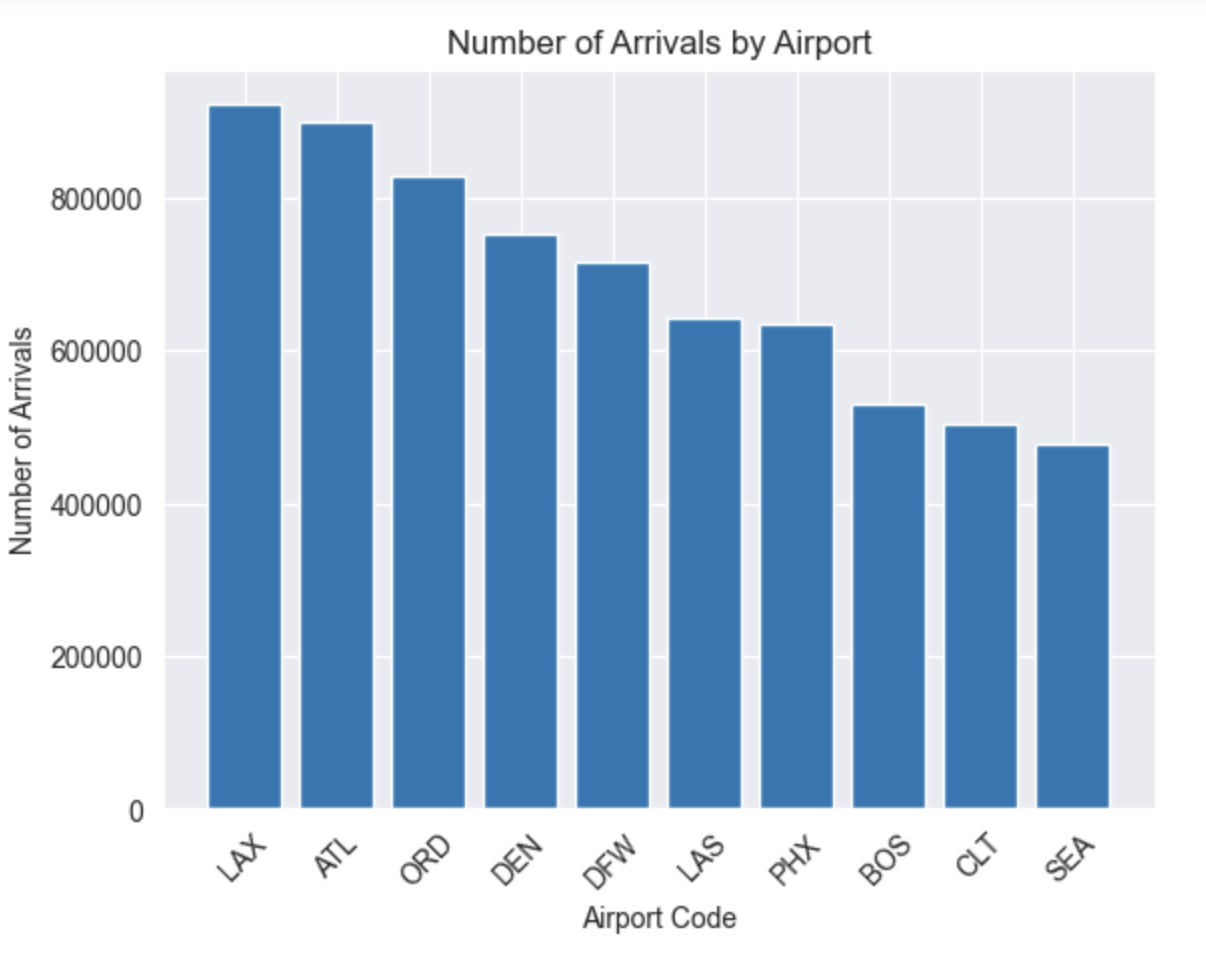 Number of Arrivals by Airport
Number of Arrivals
800000
600000
400000
200000
0
LAX
ATL
ORD
DEN
DFW
LAS
PHX
BOS
CLT
SEA
Airport Code